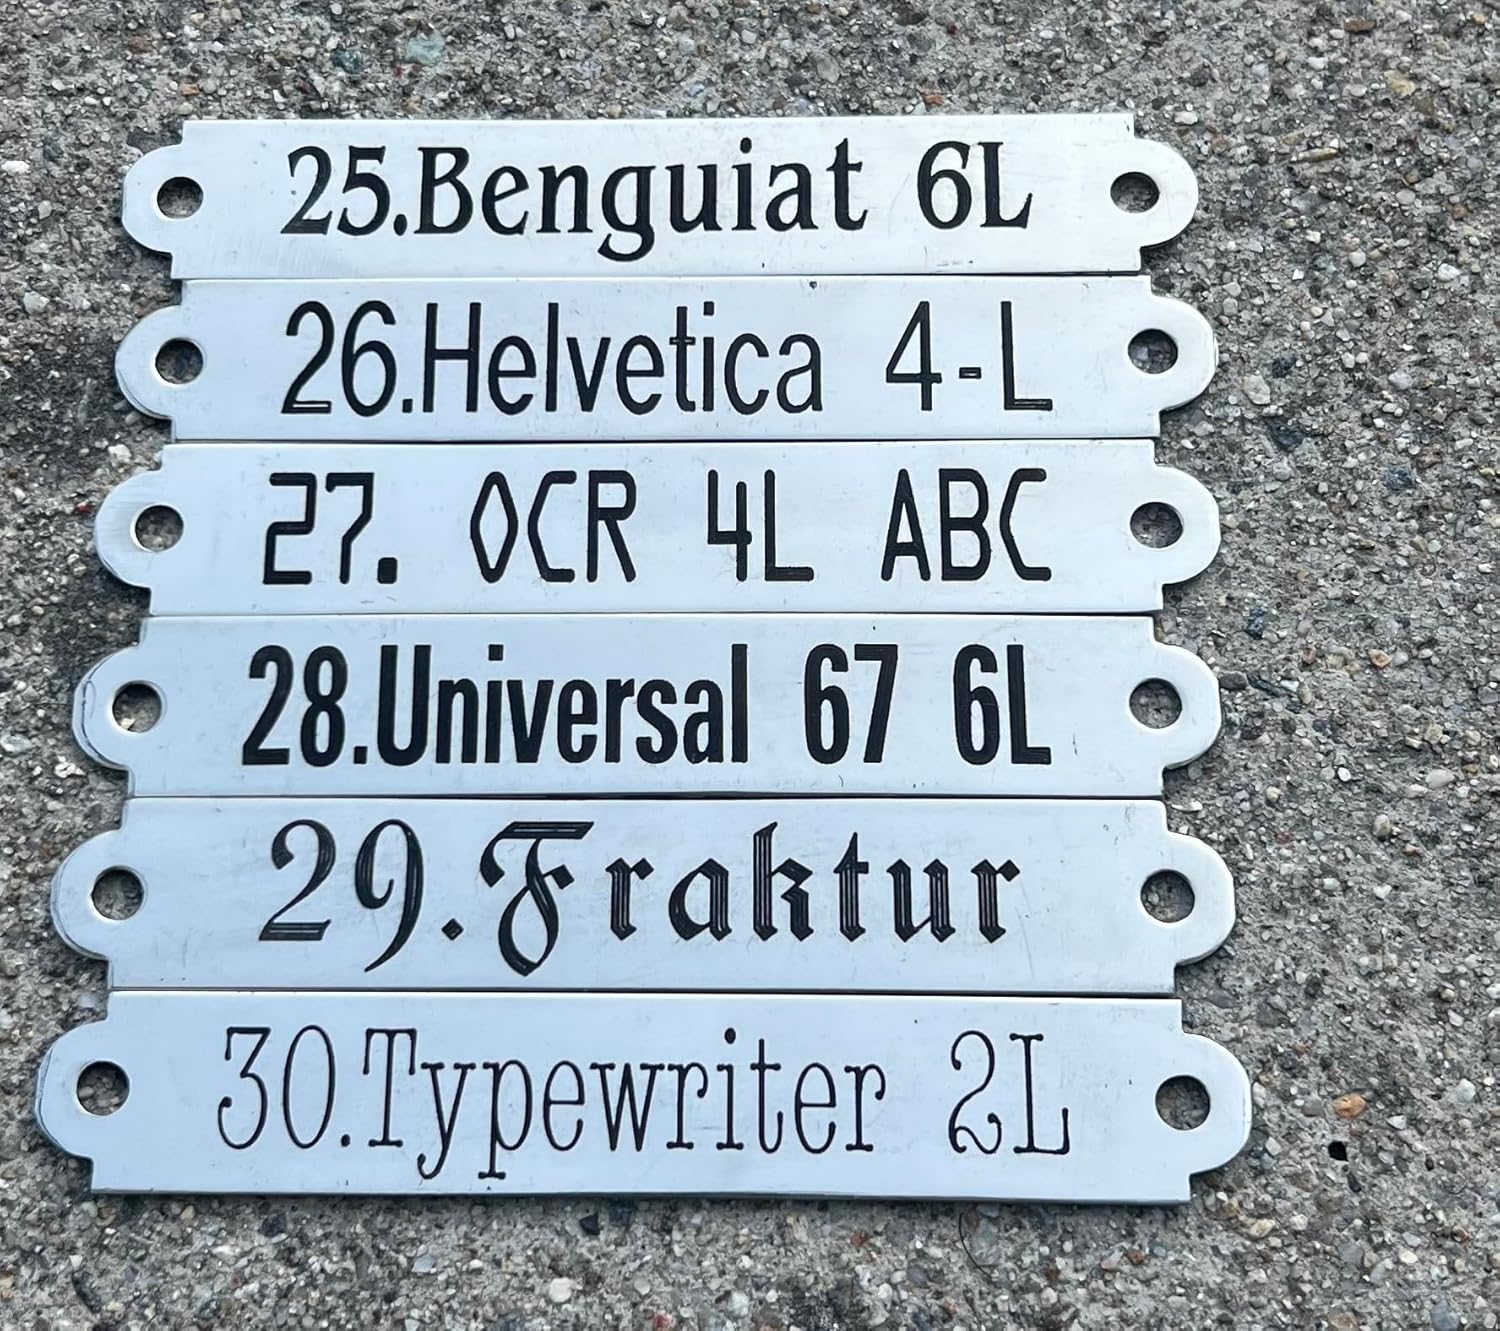 25.Benguiat 6L
26.Helvetica 4-L
27. OCR 4L ABC
28.Universal 67 6L
29.Fraktur
30.Typewriter 2L